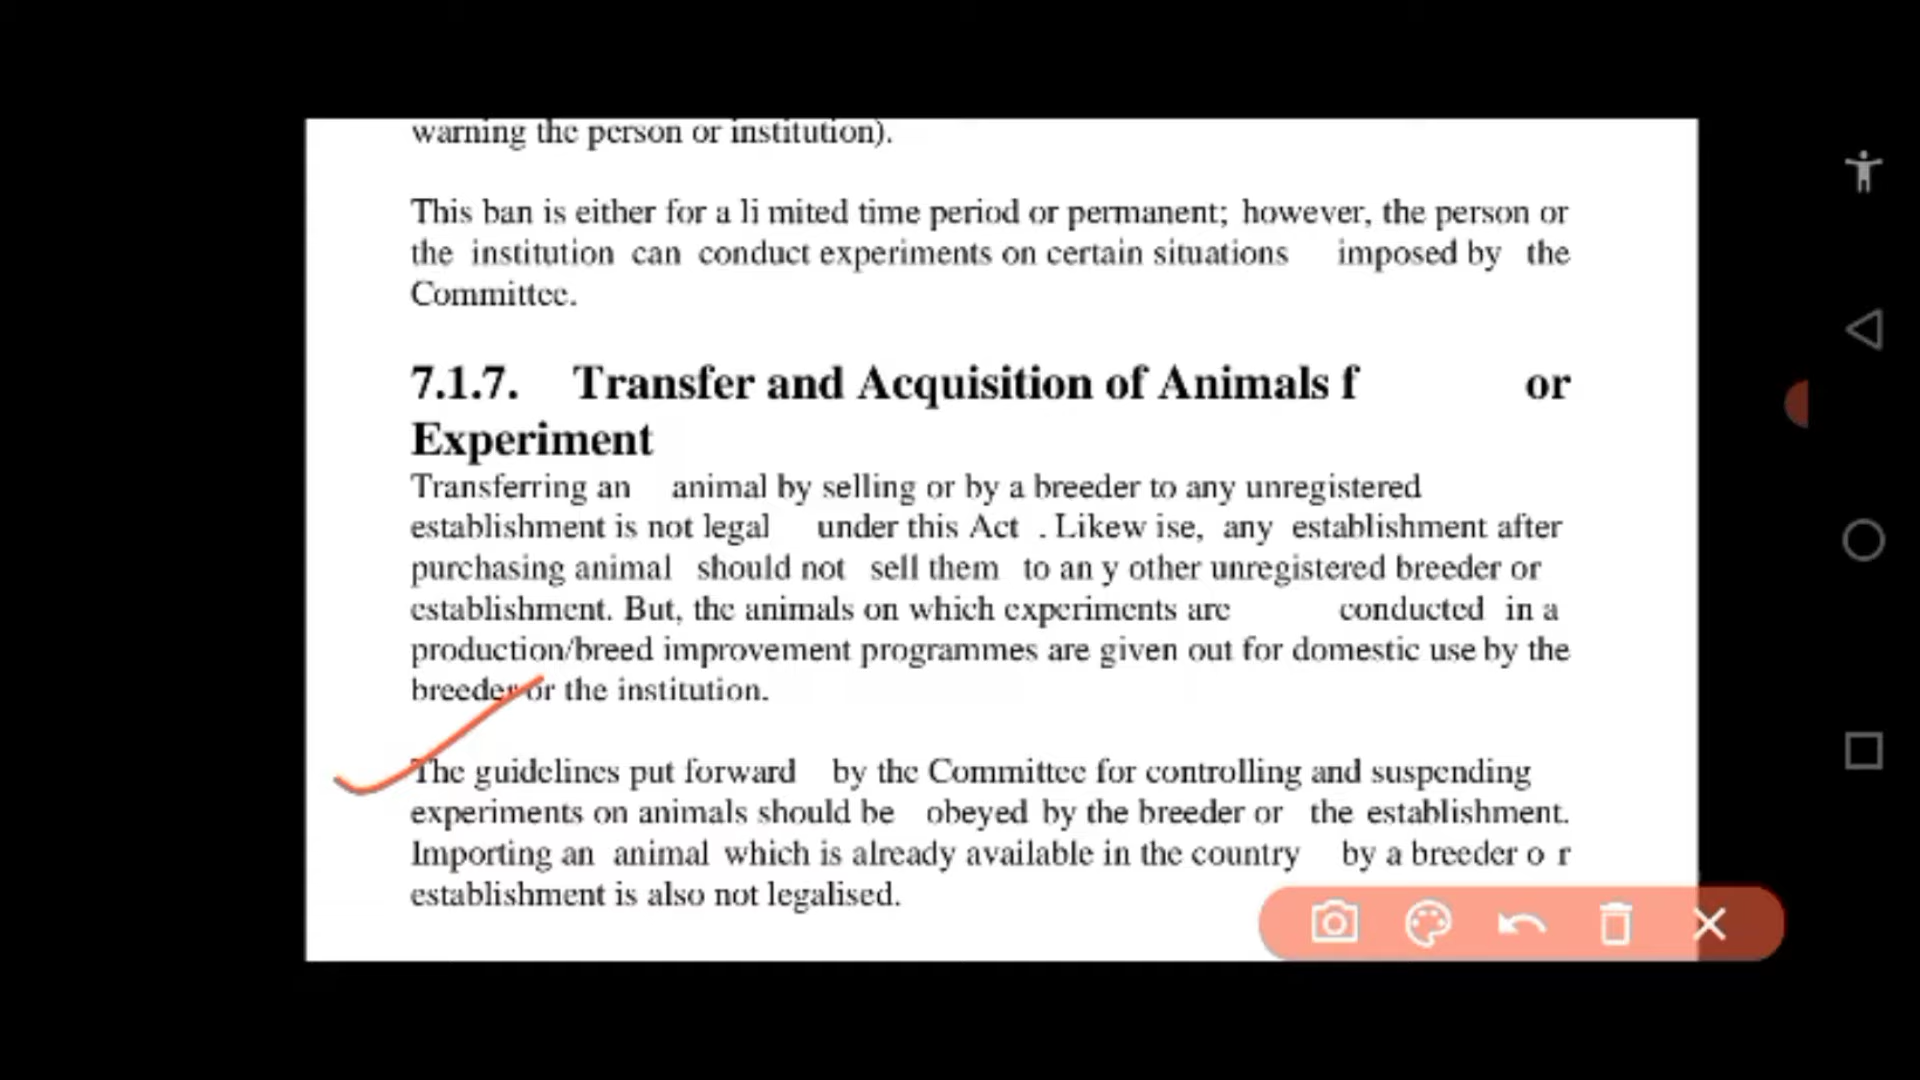 warning the person or institution).
This ban is either for a li mited time period or permanent; however, the person or
the institution can conduct experiments on certain situations imposed by the
Committee.
7.1.7. Transfer and Acquisition of Animals f or
Experiment
Transferring an animal by selling or by a breeder to any unregistered
establishment is not legal under this Act . Likew ise, any establishment after
purchasing animal should not sell them to an y other unregistered breeder or
establishment. But, the animals on which experiments are conducted in a
production/breed improvement programmes are given out for domestic use by the
breeder or the institution.
The guidelines put forward by the Committee for controlling and suspending
experiments on animals should be obeyed by the breeder or the establishment.
Importing an animal which is already available in the country by a breeder o r
establishment is also not legalised.